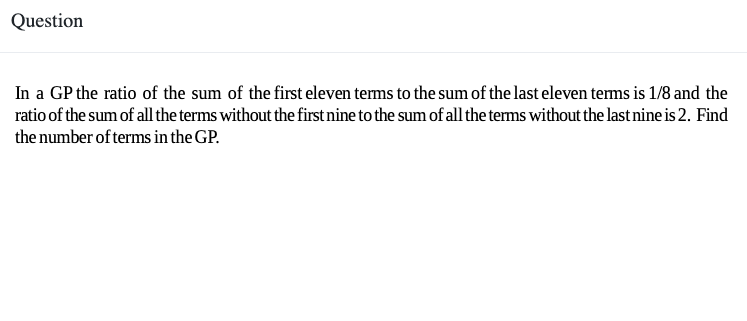 Question
In a GP the ratio of the sum of the first eleven terms to the sum of the last eleven terms is 1/8 and the
ratio of the sum of all the terms without the first nine to the sum of all the terms without the last nine is 2. Find
the number of terms in the GP.